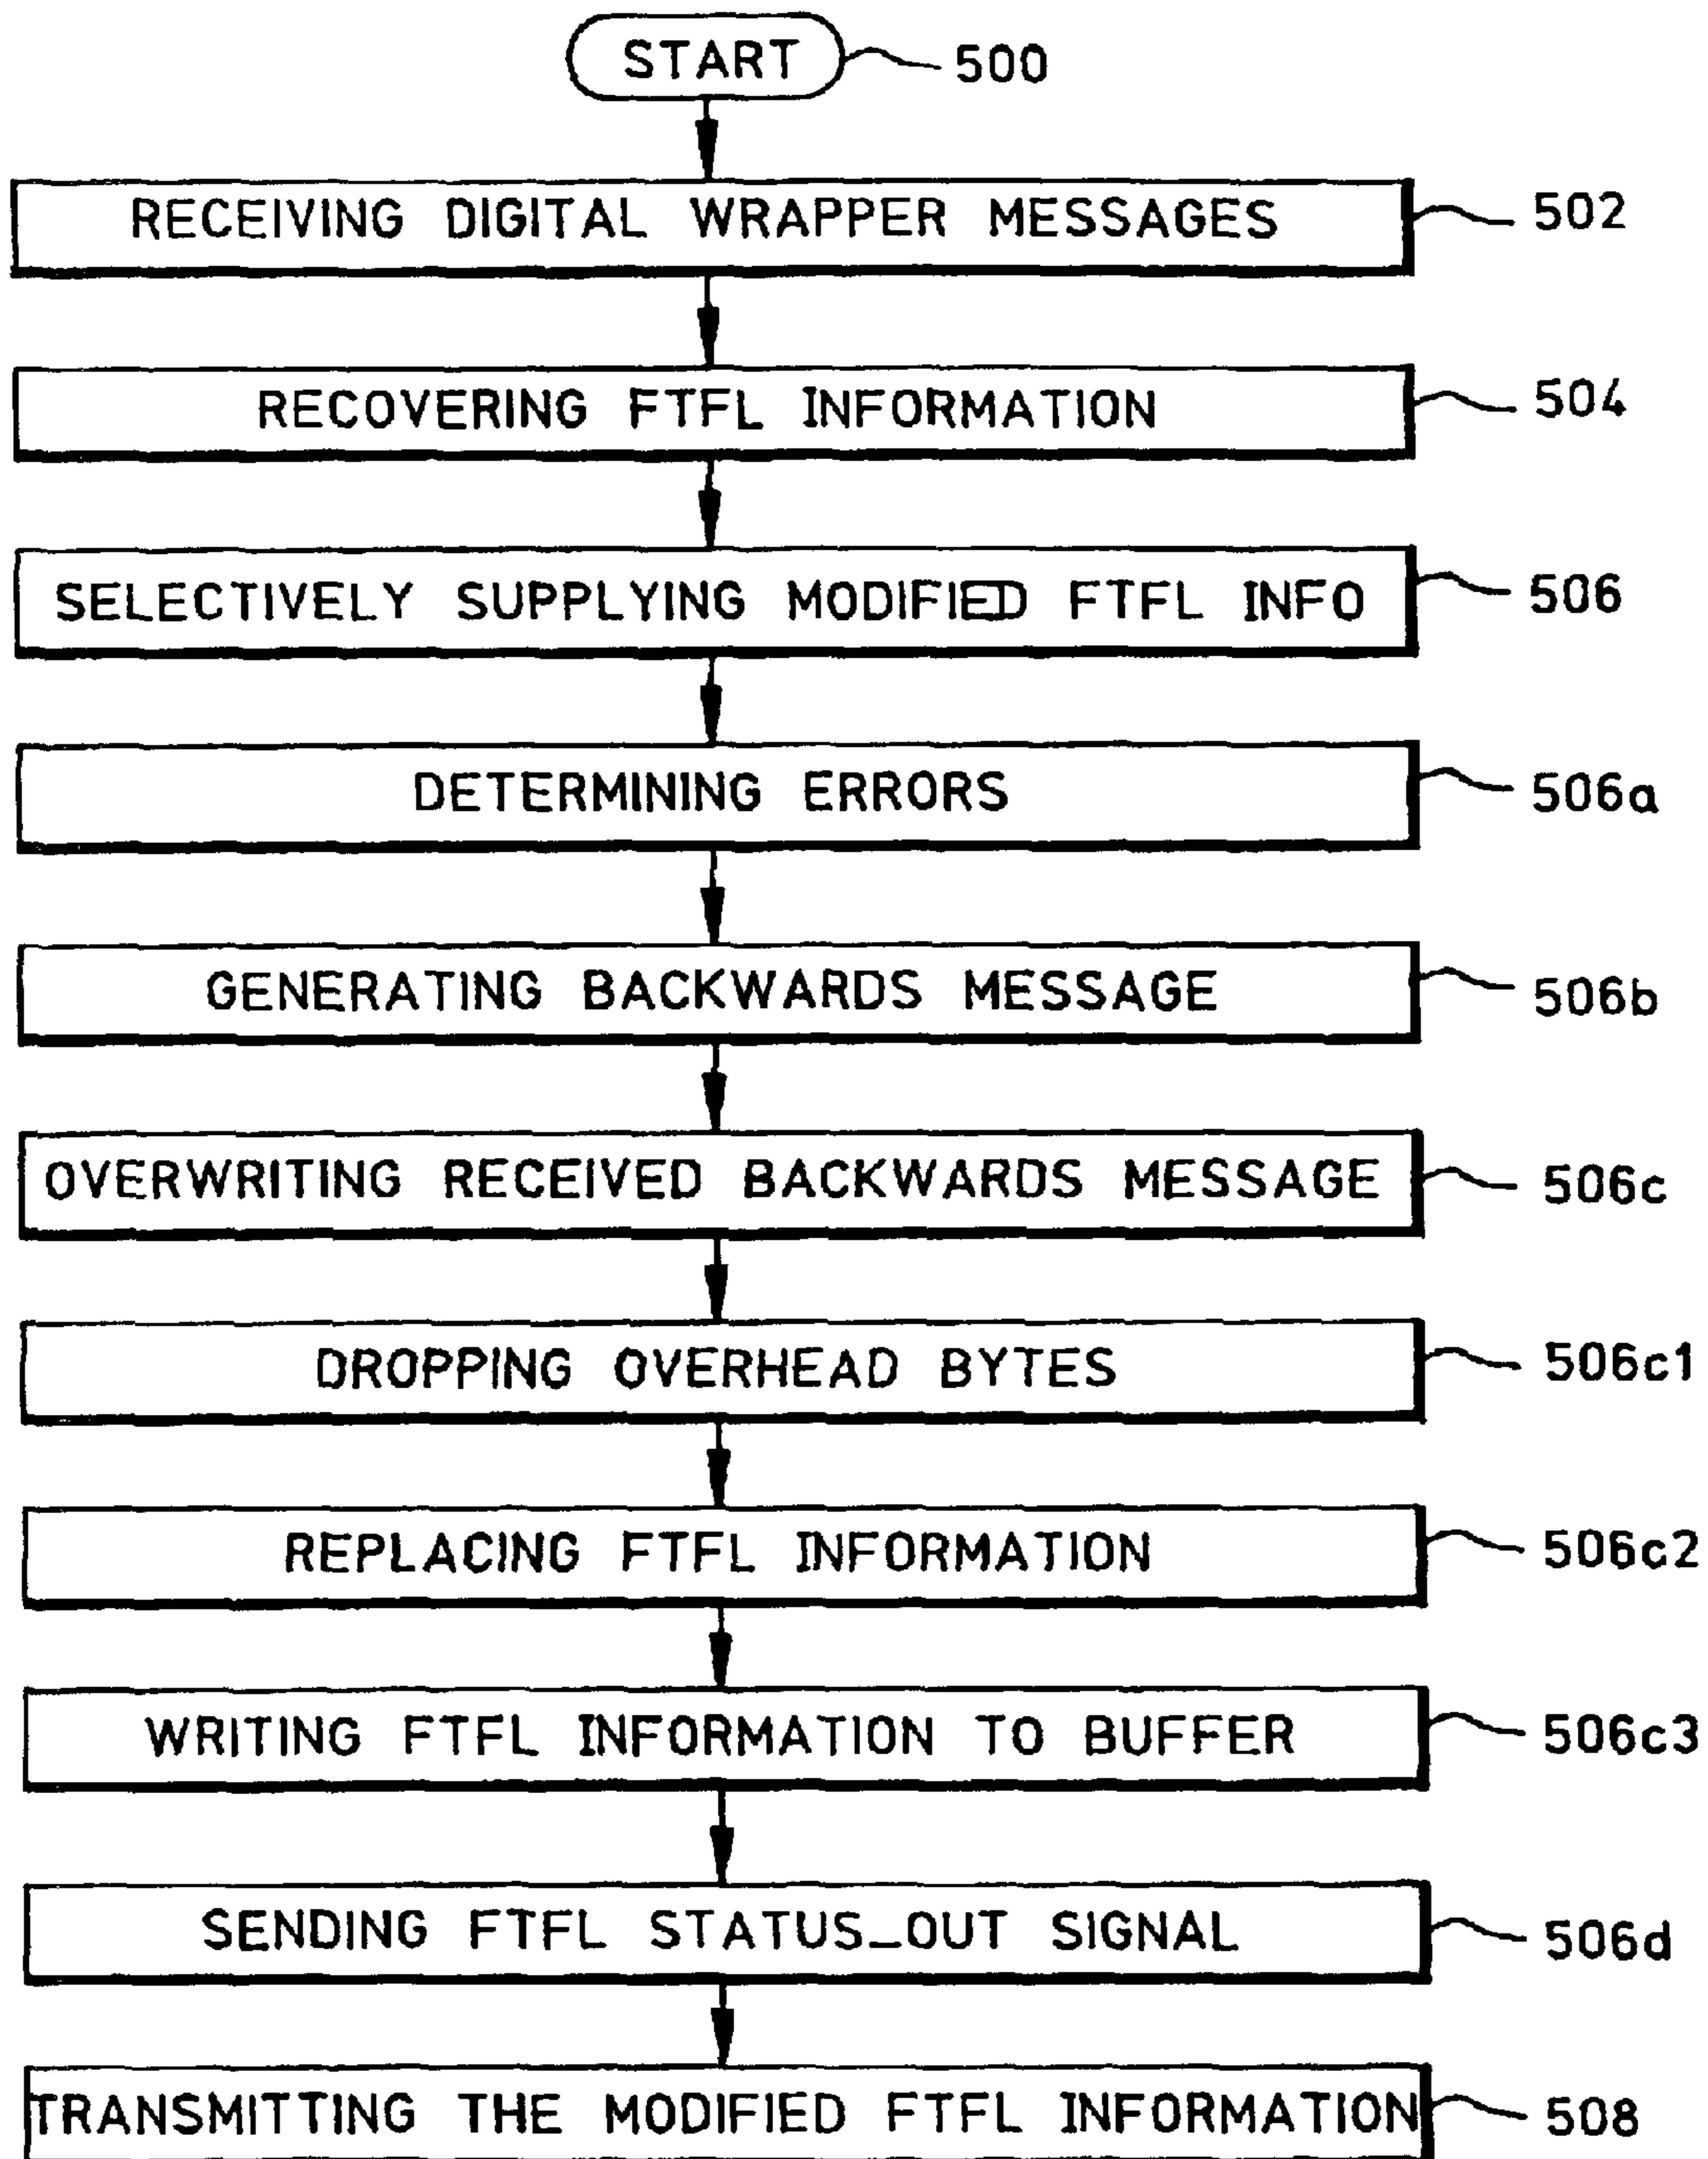 START 500
RECEIVING DIGITAL WRAPPER MESSAGES 502
RECOVERING FTFL INFORMATION 504
SELECTIVELY SUPPLYING MODIFIED FTFL INFO 506
DETERMINING ERRORS 506a
GENERATING BACKWARDS MESSAGE 506b
OVERWRITING RECEIVED BACKWARDS MESSAGE 506c
DROPPING OVERHEAD BYTES 506c1
REPLACING FTFL INFORMATION 506c2
WRITING FTFL INFORMATION TO BUFFER 506c3
SENDING FTFL STATUS_OUT SIGNAL 506d
TRANSMITTING THE MODIFIED FTFL INFORMATION 508